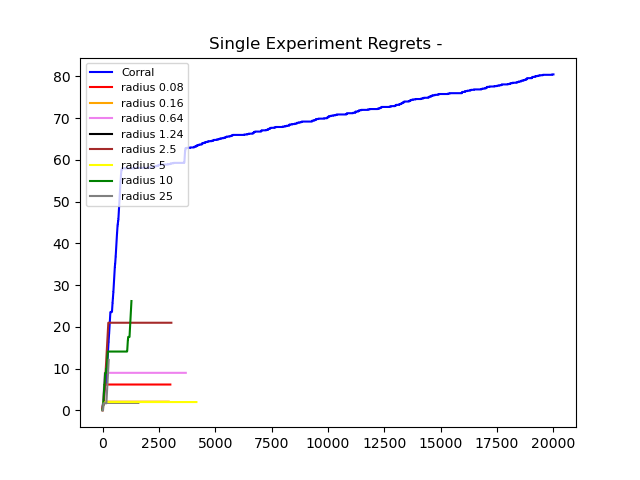 Single Experiment Regrets -
Corral
radius 0.08
radius 0.16
radius 0.64
radius 1.24
radius 2.5
radius 5
radius 10
radius 25
80
70
60
50
40
30
20
10
0
0 2500 5000 7500 10000 12500 15000 17500 20000